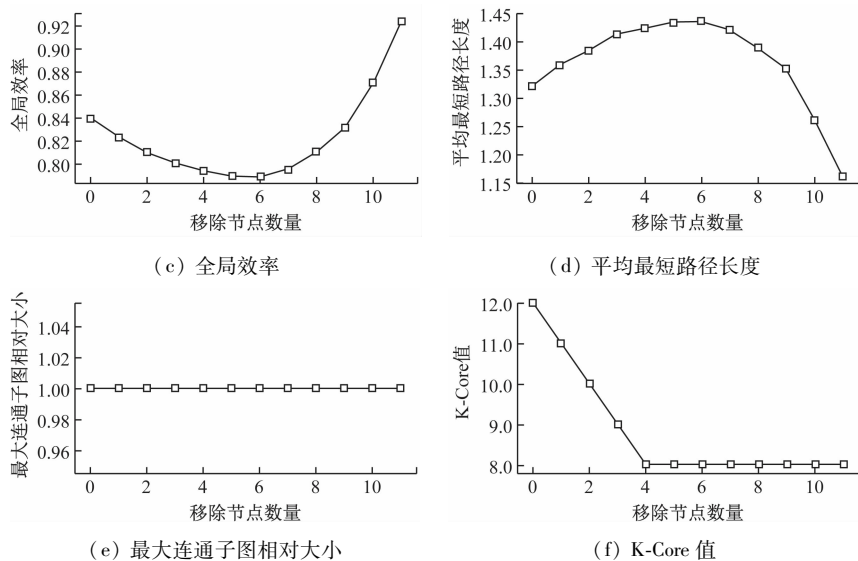 全局效率
0.92
0.90
0.88
0.86
0.84
0.82
0.80
0 2 4 6 8 10
移除节点数量
(c) 全局效率
平均最短路径长度
1.45
1.40
1.35
1.30
1.25
1.20
1.15
0 2 4 6 8 10
移除节点数量
(d) 平均最短路径长度
最大连通子图相对大小
1.04
1.02
1.00
0.98
0.96
0 2 4 6 8 10
移除节点数量
(e) 最大连通子图相对大小
K-Core值
12.0
11.0
10.0
9.0
8.0
0 2 4 6 8 10
移除节点数量
(f) K-Core 值